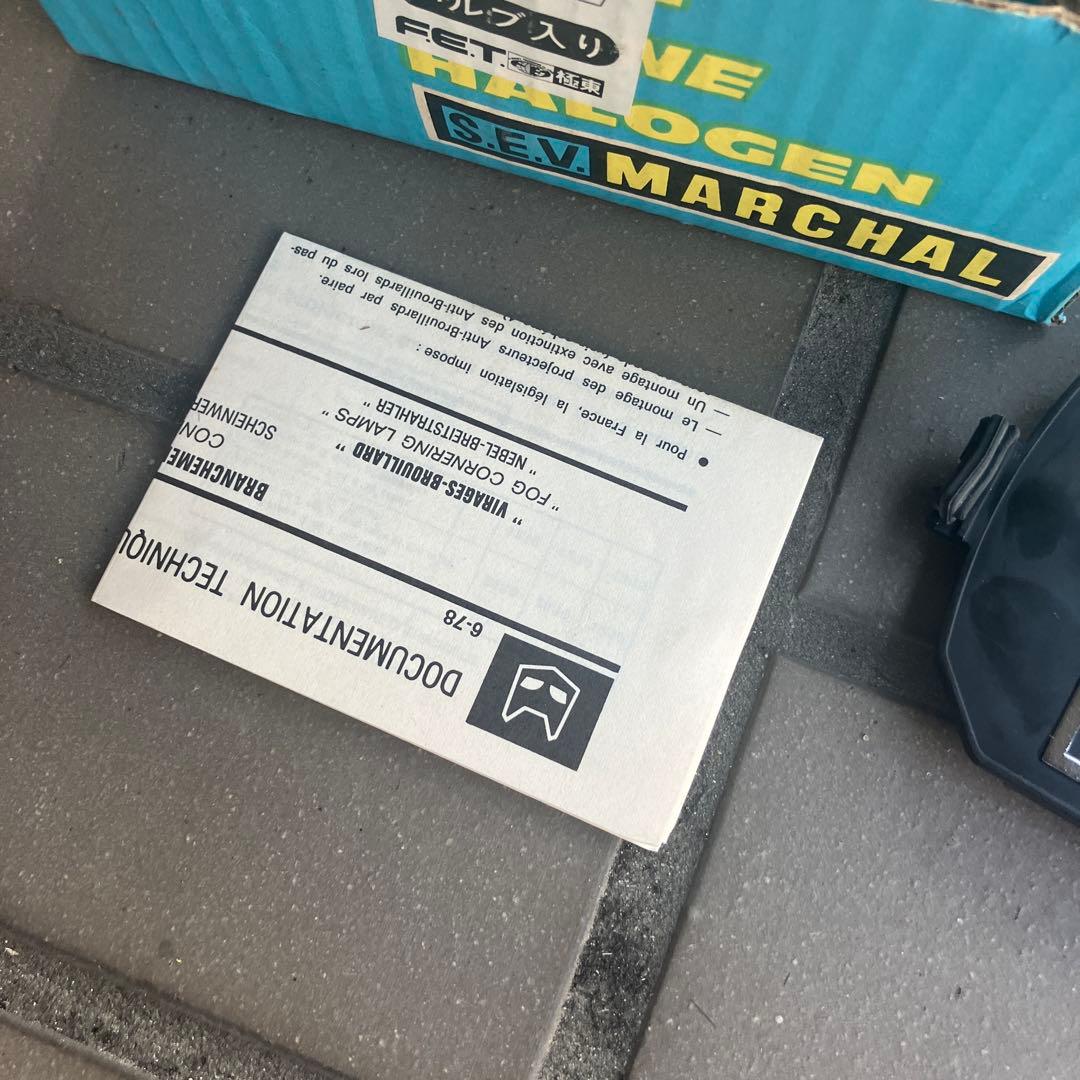 バルブ入り
F.E.T. 極東
HALOGEN
S.E.V. MARCHAL
DOCUMENTATION TECHNIQU
6-78
BRANCHEME
" VIRAGES-BROUILLARD "
CON
" FOG CORNERING LAMPS "
SCHEINWER
" NEBEL-BREITSTRAHLER "
• Pour la France, la législation impose :
— Le montage des projecteurs Anti-Brouillards par paire.
— Un montage avec extinction des Anti-Brouillards lors du pas-